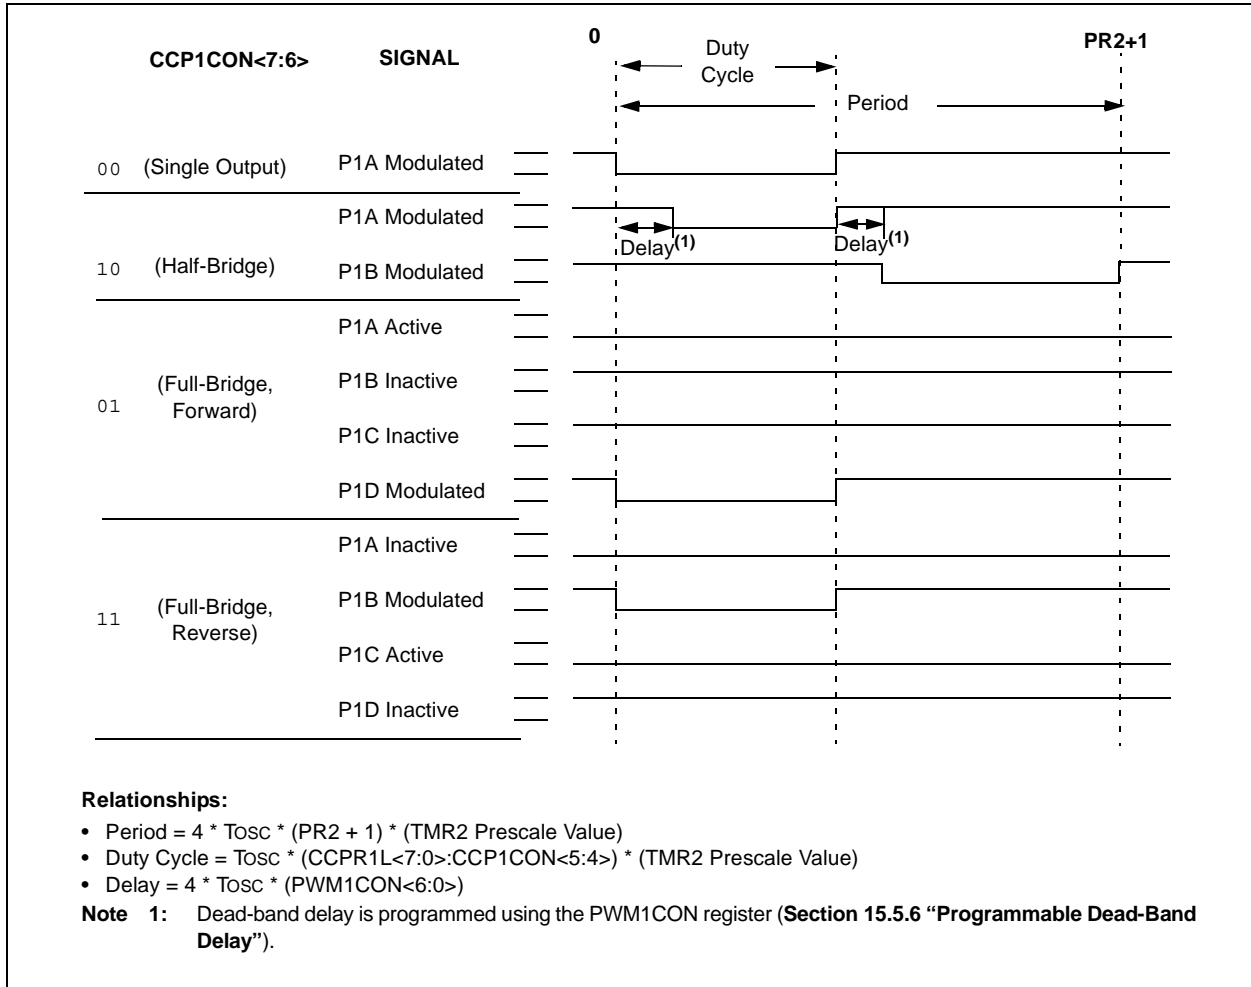 0
PR2+1
Duty
Cycle
CCP1CON<7:6>
SIGNAL
Period
00 (Single Output) P1A Modulated
P1A Modulated
Delay(1)
Delay(1)
10 (Half-Bridge) P1B Modulated
P1A Active
P1B Inactive
01 (Full-Bridge,
Forward)
P1C Inactive
P1D Modulated
P1A Inactive
P1B Modulated
11 (Full-Bridge,
Reverse)
P1C Active
P1D Inactive
Relationships:
• Period = 4 * TOSC * (PR2 + 1) * (TMR2 Prescale Value)
• Duty Cycle = TOSC * (CCPR1L<7:0>:CCP1CON<5:4>) * (TMR2 Prescale Value)
• Delay = 4 * TOSC * (PWM1CON<6:0>)
Note 1: Dead-band delay is programmed using the PWM1CON register (Section 15.5.6 “Programmable Dead-Band
Delay”).